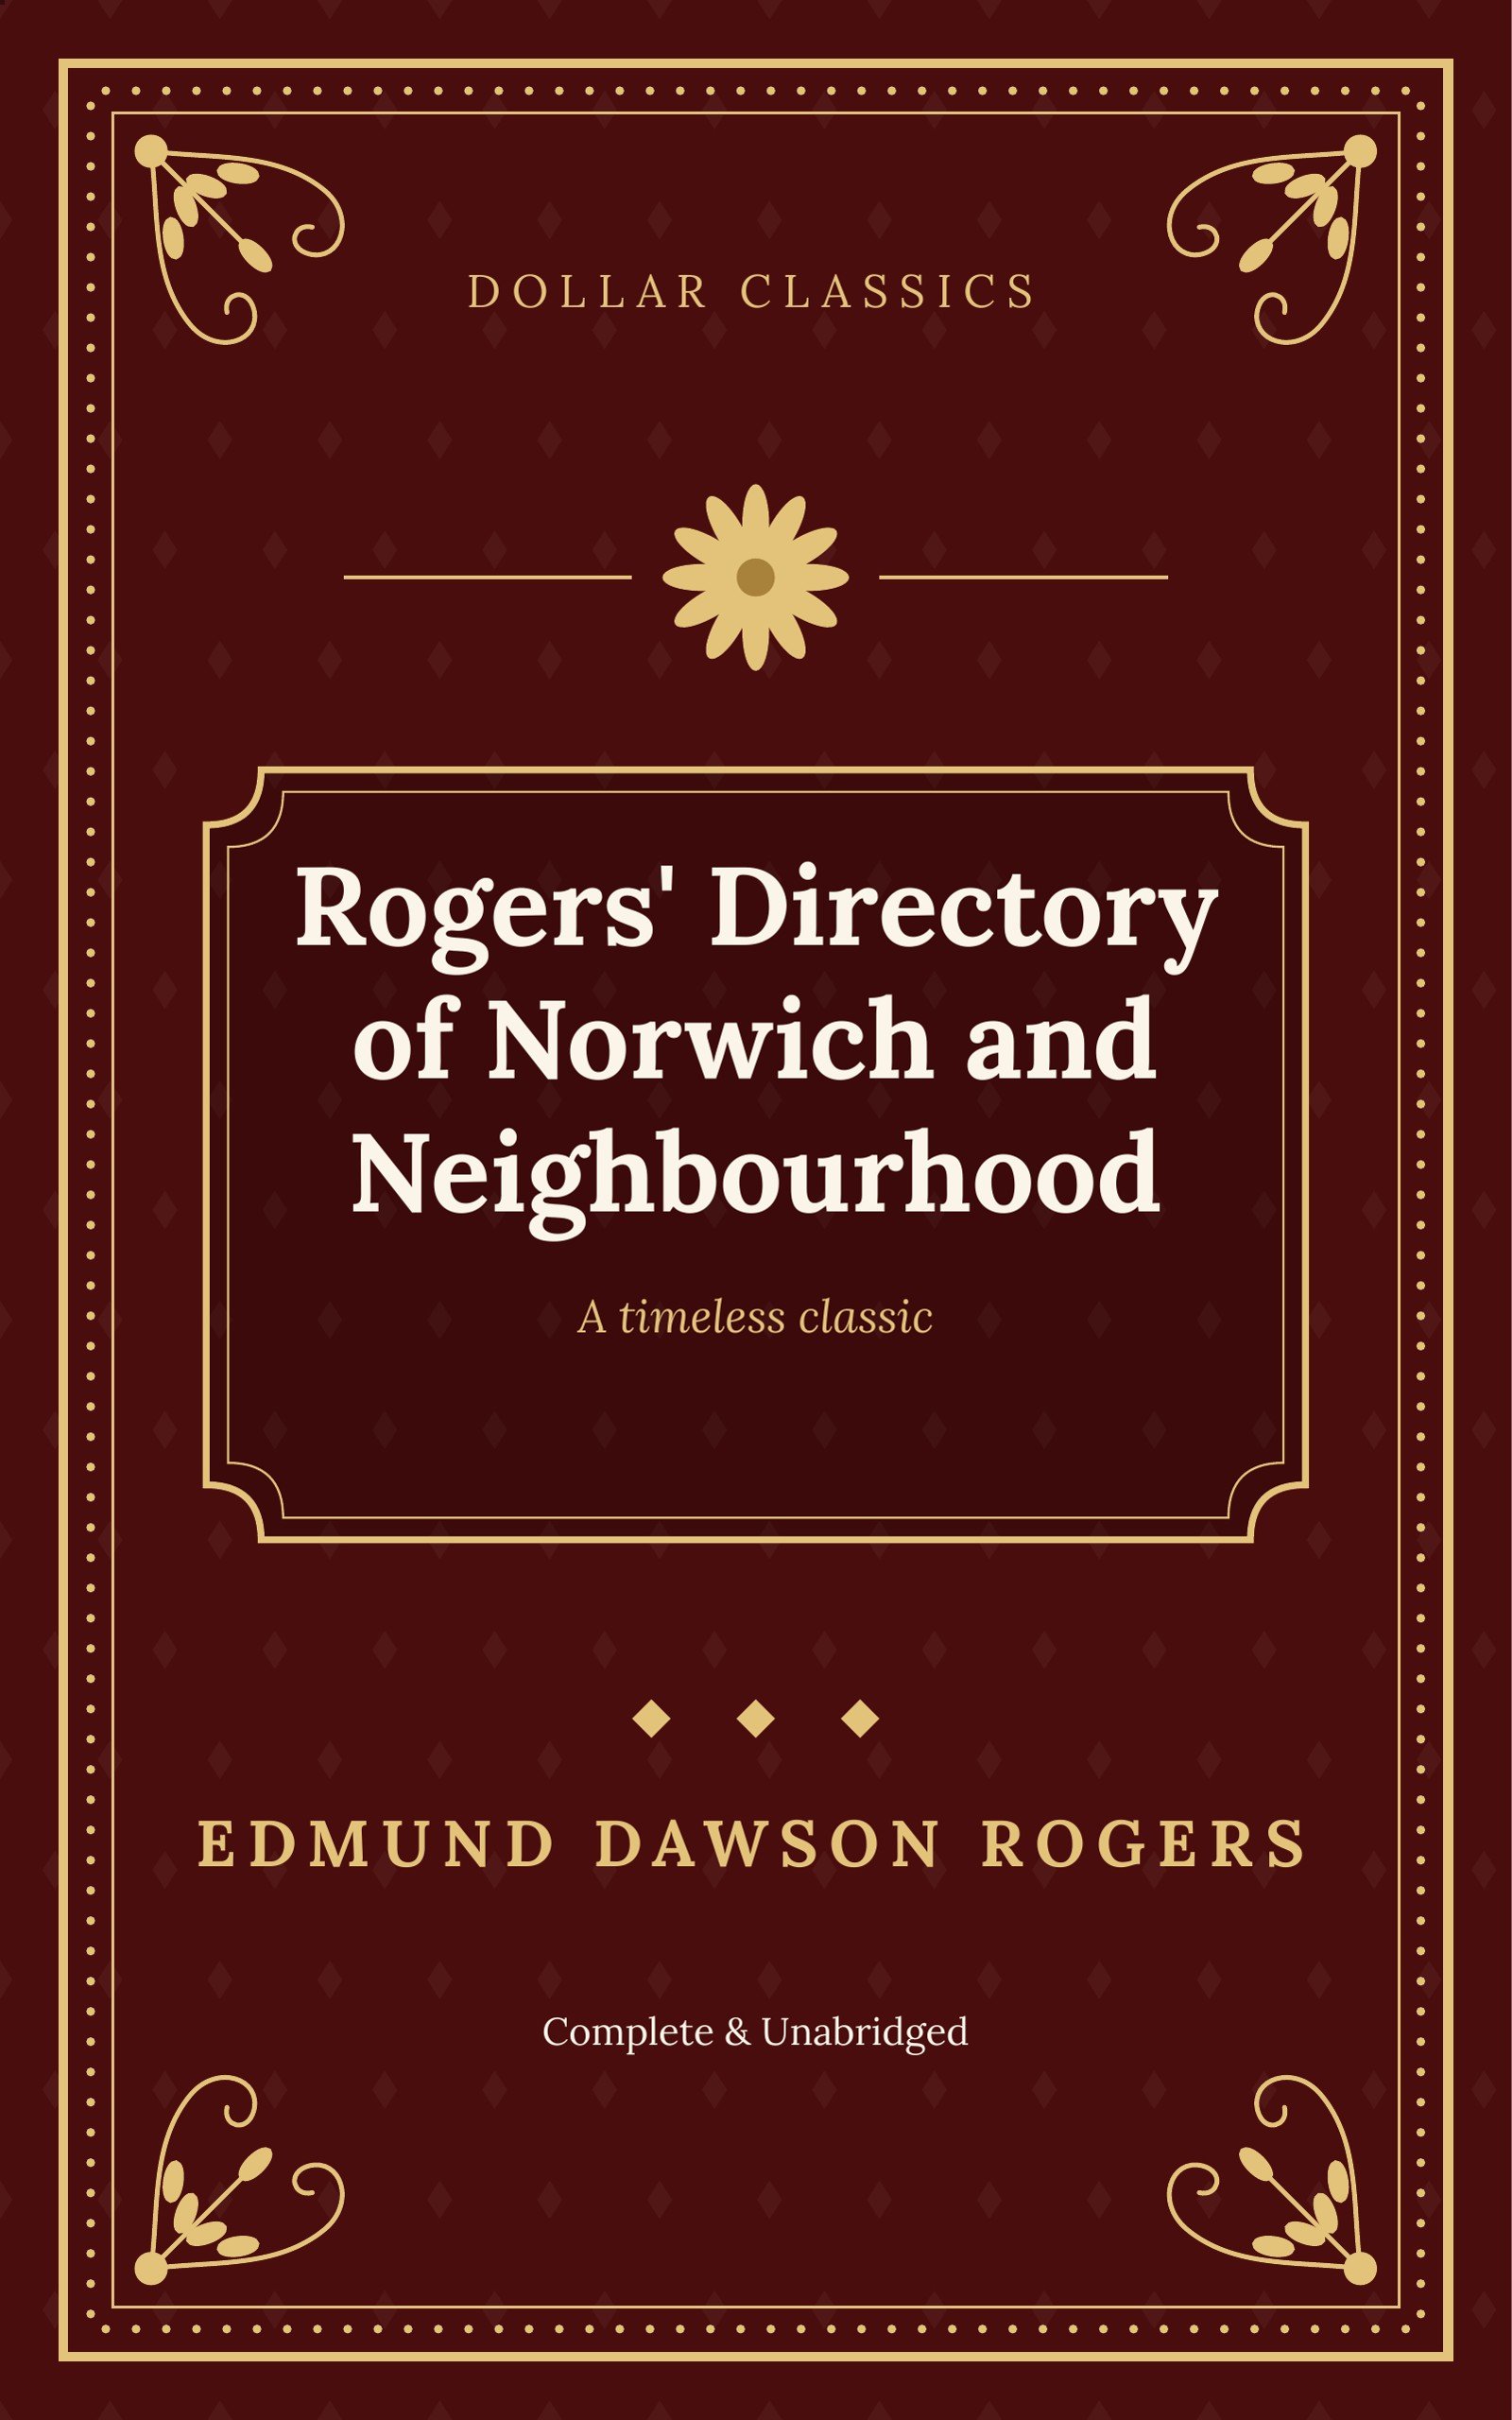 DOLLAR CLASSICS
Rogers' Directory
of Norwich and
Neighbourhood
A timeless classic
EDMUND DAWSON ROGERS
Complete & Unabridged